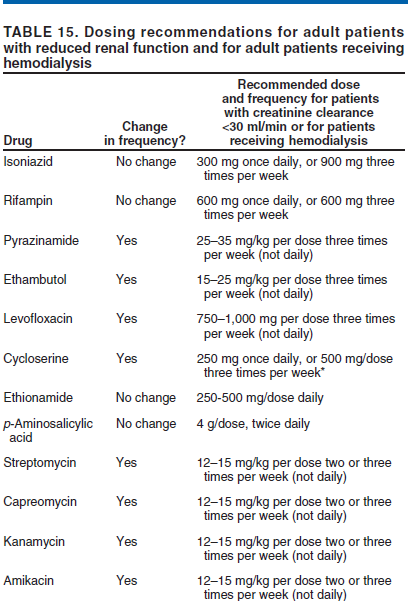 TABLE 15. Dosing recommendations for adult patients
with reduced renal function and for adult patients receiving
hemodialysis
Recommended dose
and frequency for patients
Change with creatinine clearance
in frequency? <30 ml/min or for patients
Drug receiving hemodialysis
Isoniazid No change 300 mg once daily, or 900 mg three
times per week
Rifampin No change 600 mg once daily, or 600 mg three
times per week
Pyrazinamide Yes 25–35 mg/kg per dose three times
per week (not daily)
Ethambutol Yes 15–25 mg/kg per dose three times
per week (not daily)
Levofloxacin Yes 750–1,000 mg per dose three times
per week (not daily)
Cycloserine Yes 250 mg once daily, or 500 mg/dose
three times per week*
Ethionamide No change 250-500 mg/dose daily
p-Aminosalicylic No change 4 g/dose, twice daily
acid
Streptomycin Yes 12–15 mg/kg per dose two or three
times per week (not daily)
Capreomycin Yes 12–15 mg/kg per dose two or three
times per week (not daily)
Kanamycin Yes 12–15 mg/kg per dose two or three
times per week (not daily)
Amikacin Yes 12–15 mg/kg per dose two or three
times per week (not daily)